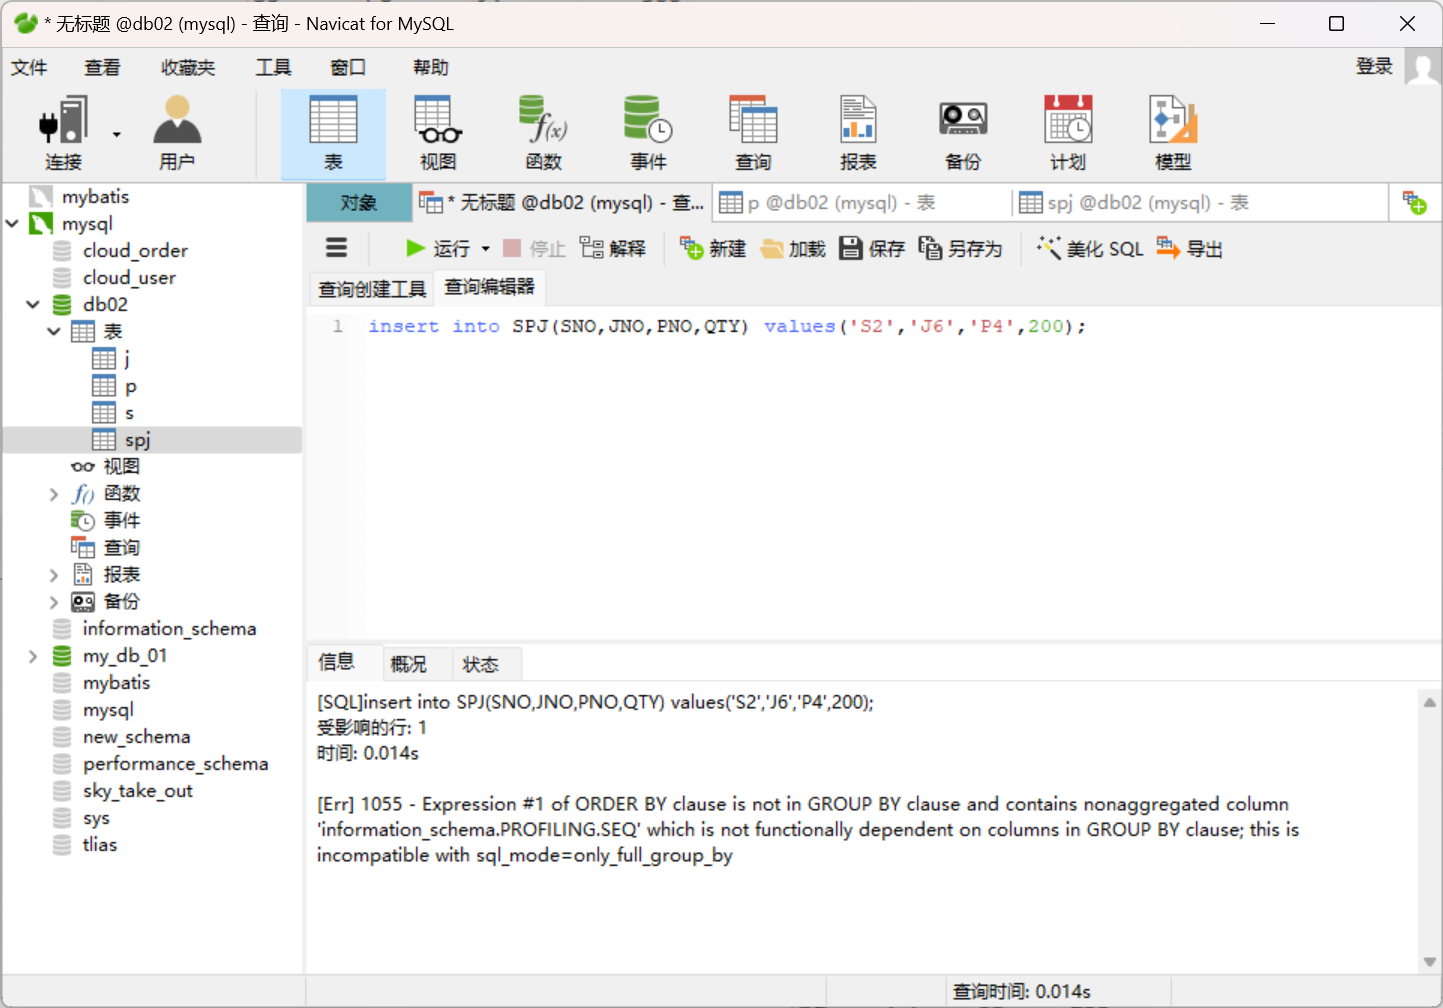 * 无标题 @db02 (mysql) - 查询 - Navicat for MySQL
文件 查看 收藏夹 工具 窗口 帮助 登录
连接 用户 表 视图 函数 事件 查询 报表 备份 计划 模型
mybatis
mysql
cloud_order
cloud_user
db02
表
j
p
s
spj
视图
f() 函数
事件
查询
报表
备份
information_schema
my_db_01
mybatis
mysql
new_schema
performance_schema
sky_take_out
sys
tlias
对象 * 无标题 @db02 (mysql) - 查... p @db02 (mysql) - 表 spj @db02 (mysql) - 表
运行 停止 解释 新建 加载 保存 另存为 美化 SQL 导出
查询创建工具 查询编辑器
1 insert into SPJ(SNO,JNO,PNO,QTY) values('S2','J6','P4',200);
信息 概况 状态
[SQL]insert into SPJ(SNO,JNO,PNO,QTY) values('S2','J6','P4',200);
受影响的行: 1
时间: 0.014s
[Err] 1055 - Expression #1 of ORDER BY clause is not in GROUP BY clause and contains nonaggregated column
'information_schema.PROFILING.SEQ' which is not functionally dependent on columns in GROUP BY clause; this is
incompatible with sql_mode=only_full_group_by
查询时间: 0.014s